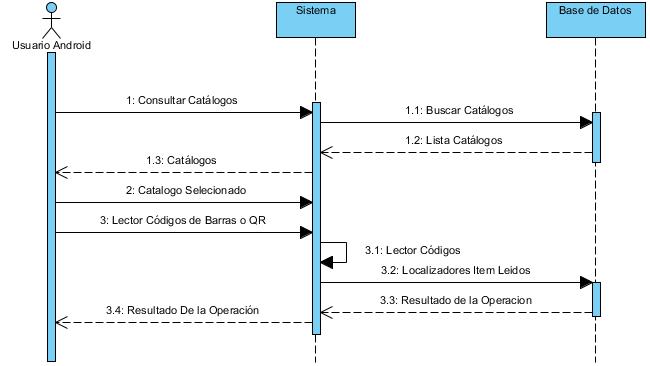 Sistema
Base de Datos
Usuario Android
1: Consultar Catálogos
1.1: Buscar Catálogos
1.2: Lista Catálogos
1.3: Catálogos
2: Catalogo Selecionado
3: Lector Códigos de Barras o QR
3.1: Lector Códigos
3.2: Localizadores Item Leidos
3.3: Resultado de la Operacion
3.4: Resultado De la Operación